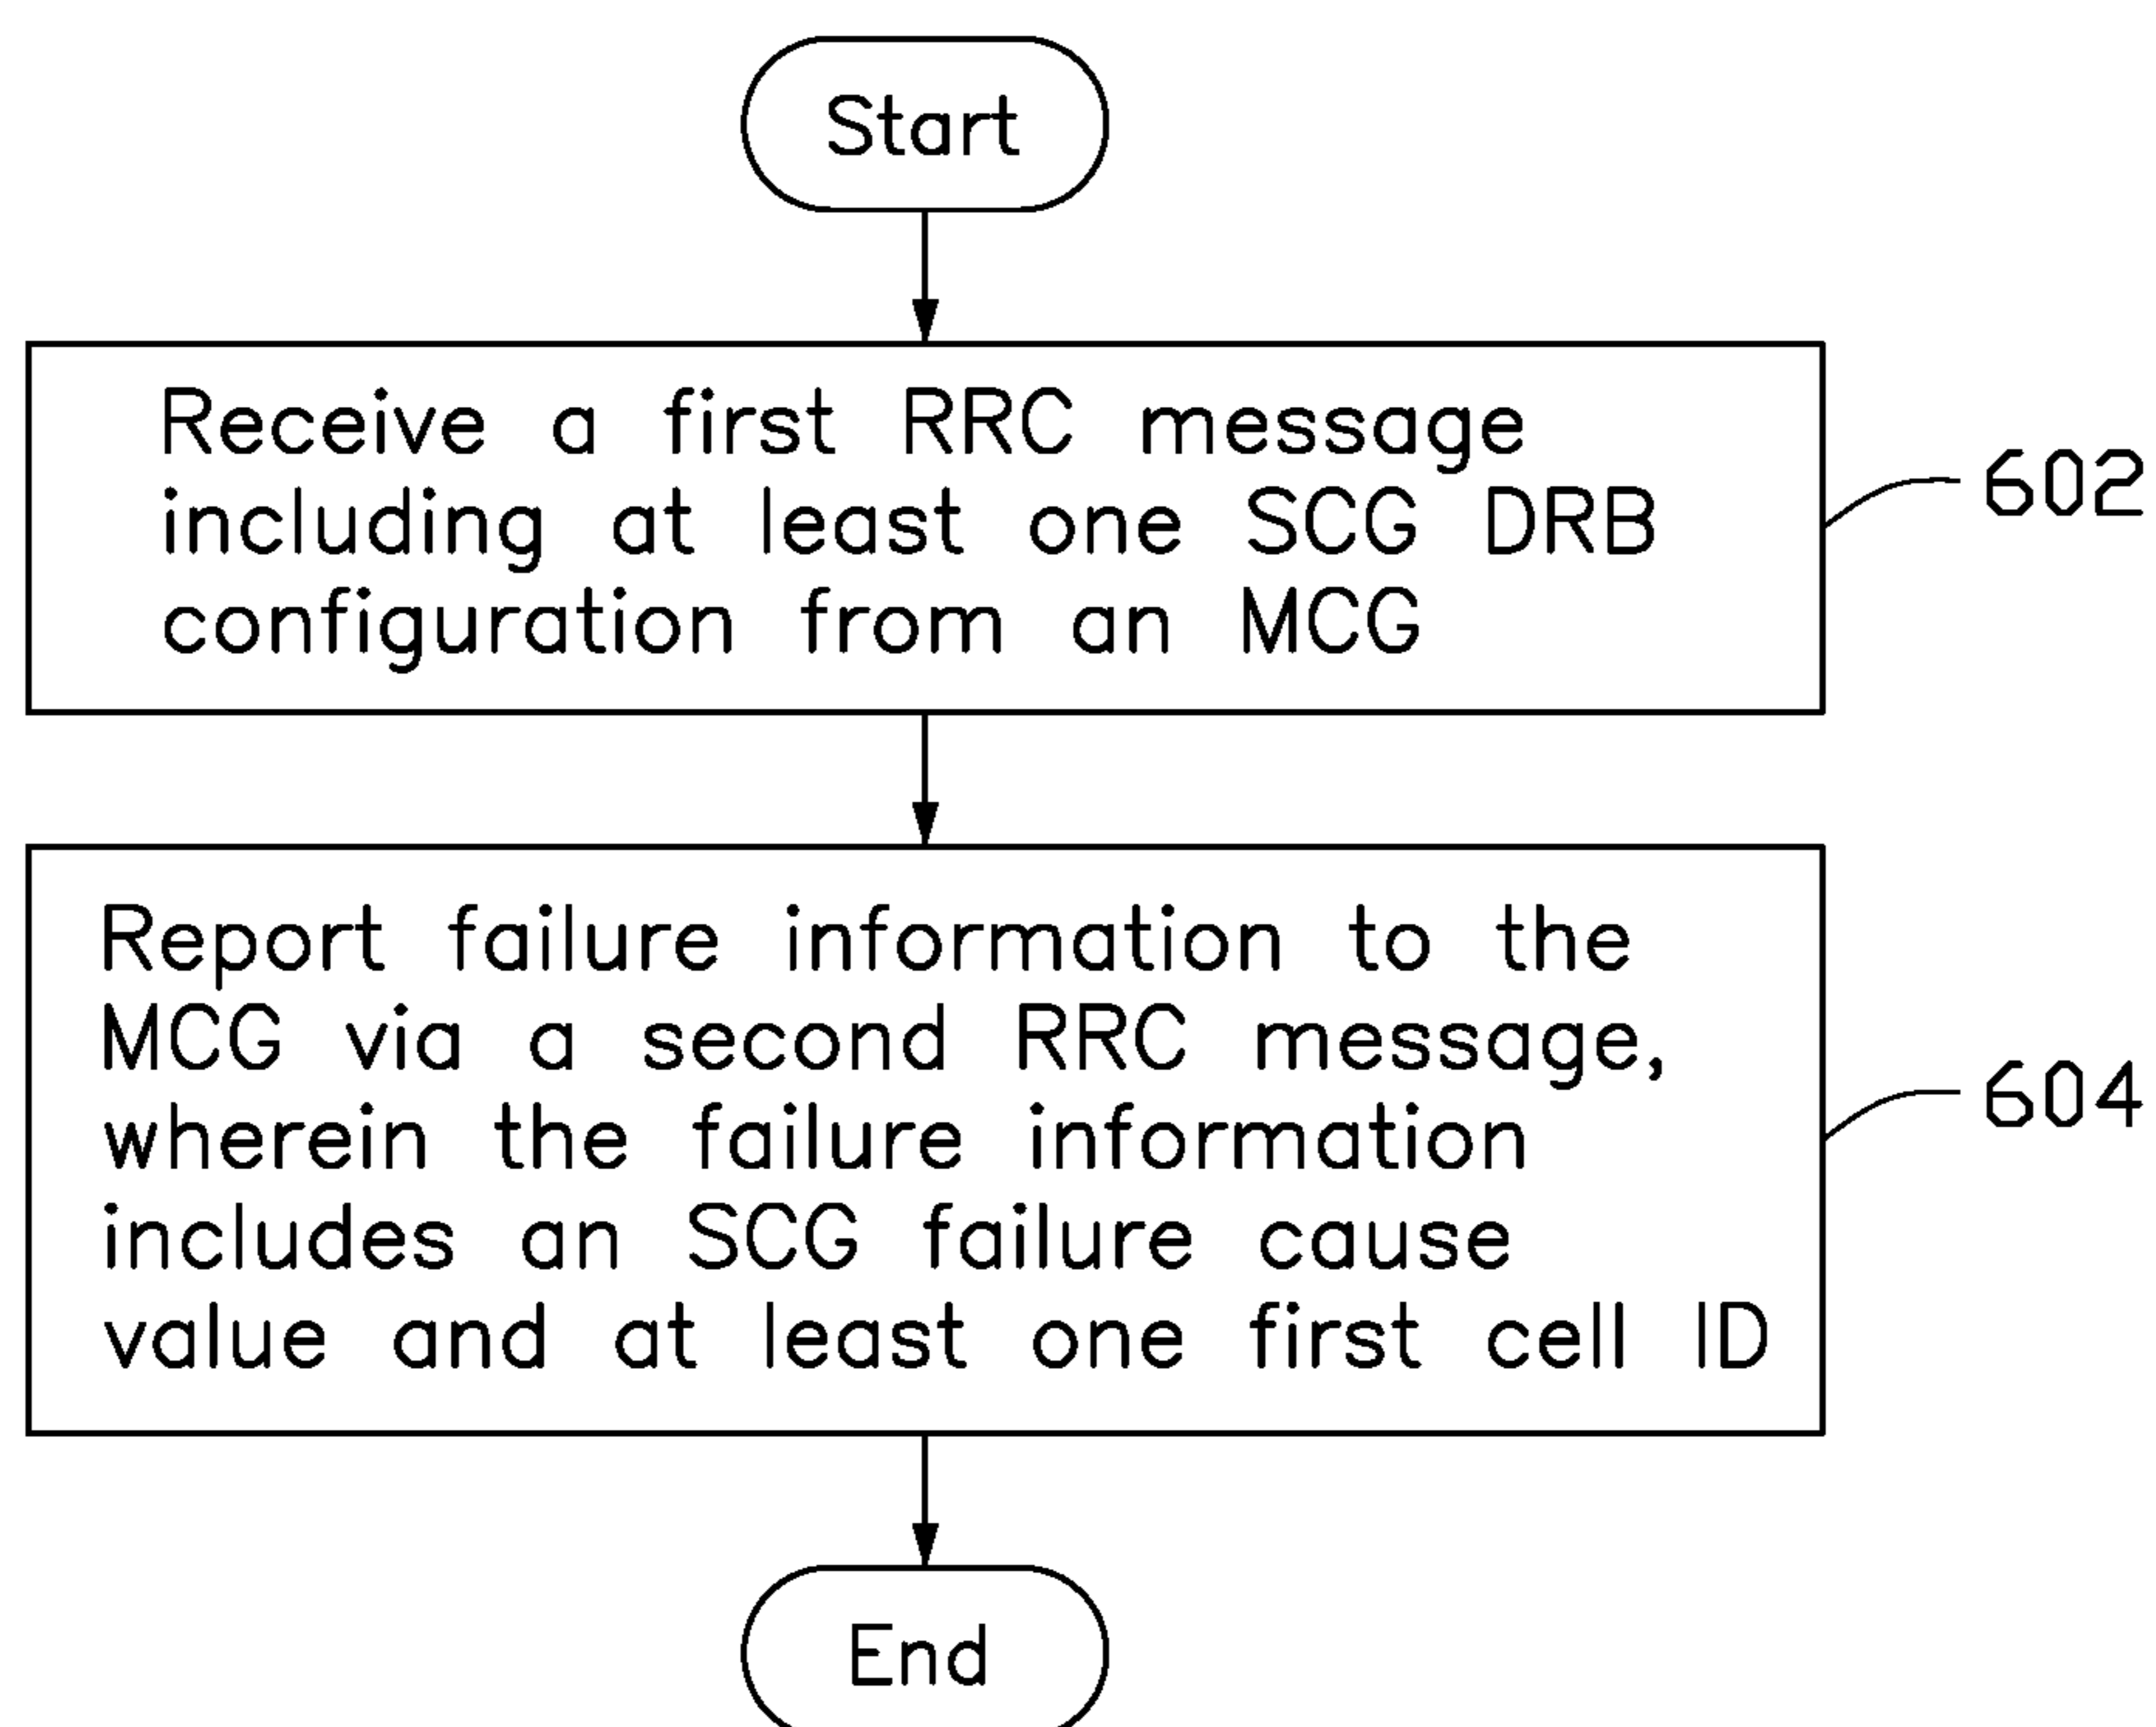 Start
Receive a first RRC message
including at least one SCG DRB
configuration from an MCG
602
Report failure information to the
MCG via a second RRC message,
wherein the failure information
includes an SCG failure cause
value and at least one first cell ID
604
End